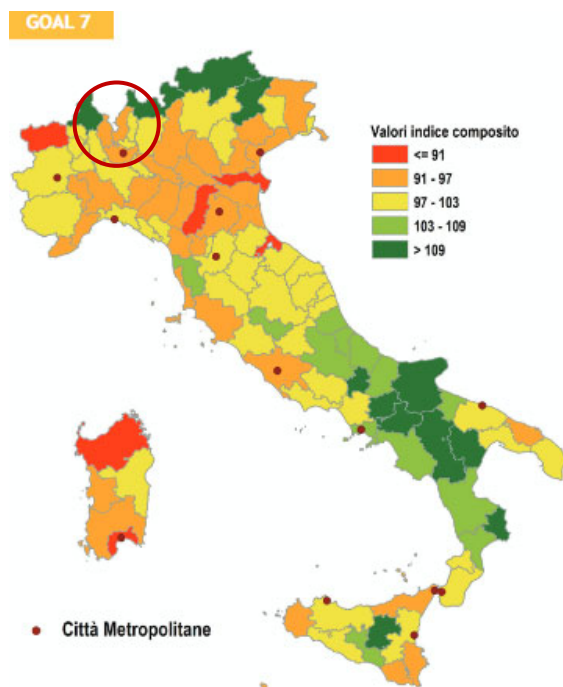 GOAL 7
Valori indice composito
<= 91
91 - 97
97 - 103
103 - 109
> 109
Città Metropolitane